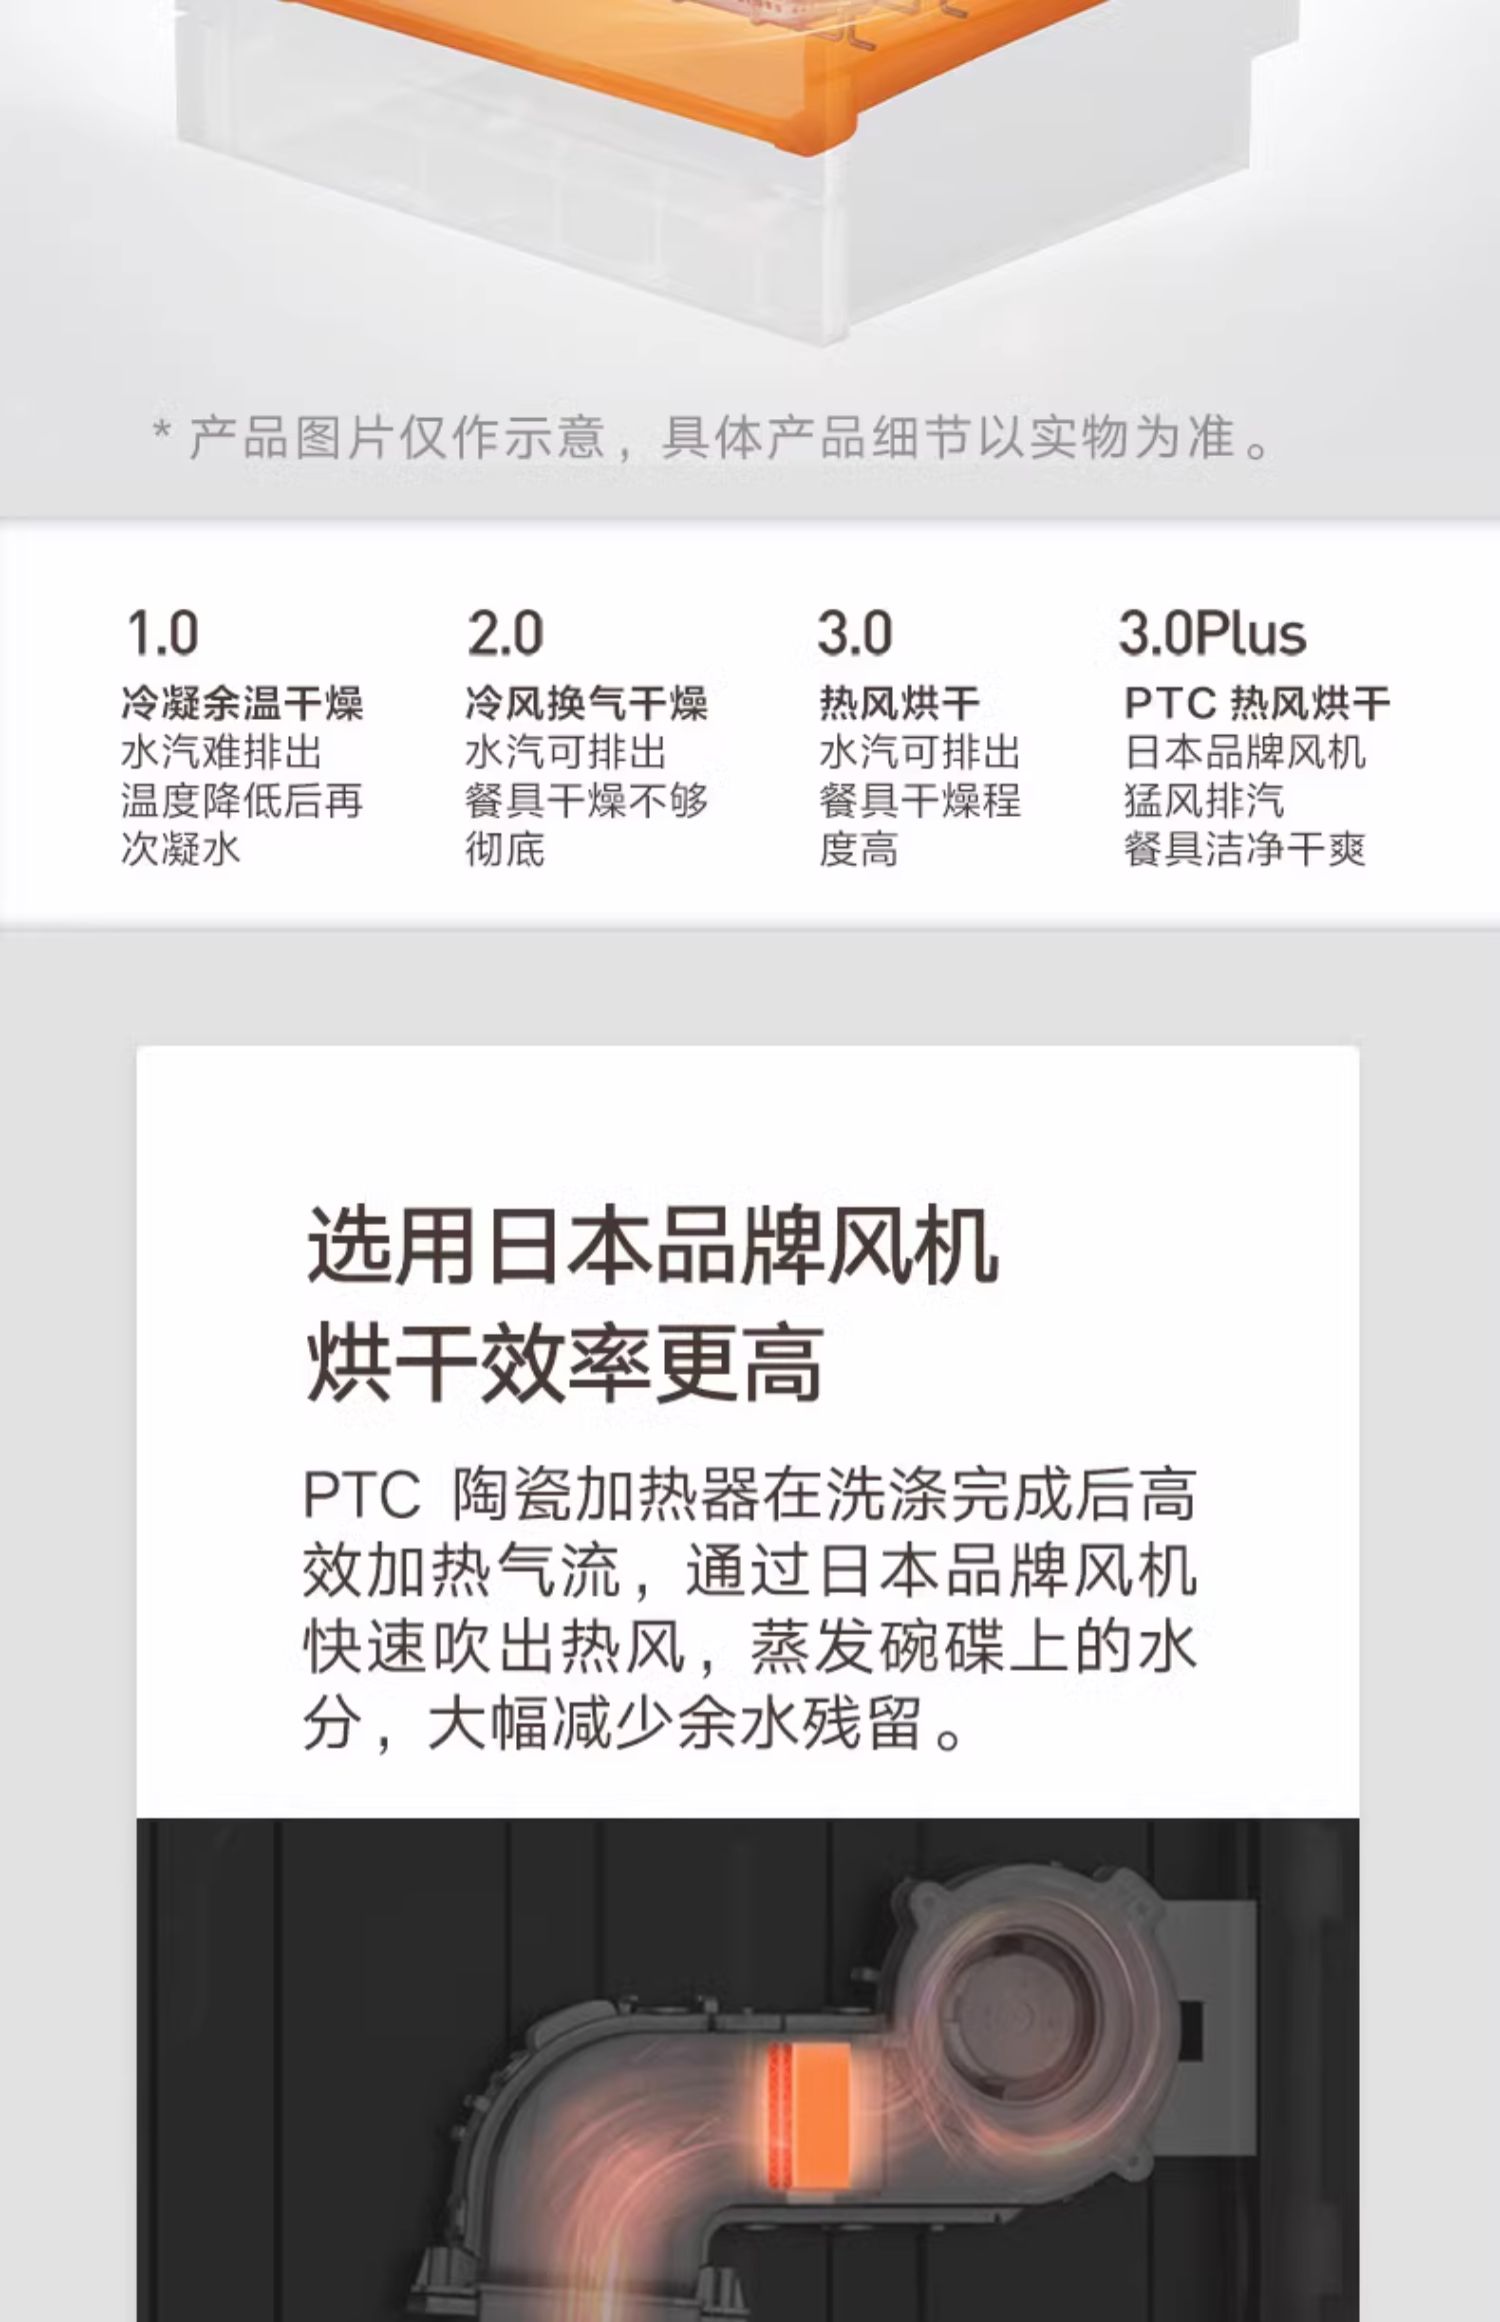 * 产品图片仅作示意，具体产品细节以实物为准。
1.0
冷凝余温干燥
水汽难排出
温度降低后再
次凝水
2.0
冷风换气干燥
水汽可排出
餐具干燥不够
彻底
3.0
热风烘干
水汽可排出
餐具干燥程
度高
3.0Plus
PTC 热风烘干
日本品牌风机
猛风排汽
餐具洁净干爽
选用日本品牌风机
烘干效率更高
PTC 陶瓷加热器在洗涤完成后高
效加热气流，通过日本品牌风机
快速吹出热风，蒸发碗碟上的水
分，大幅减少余水残留。